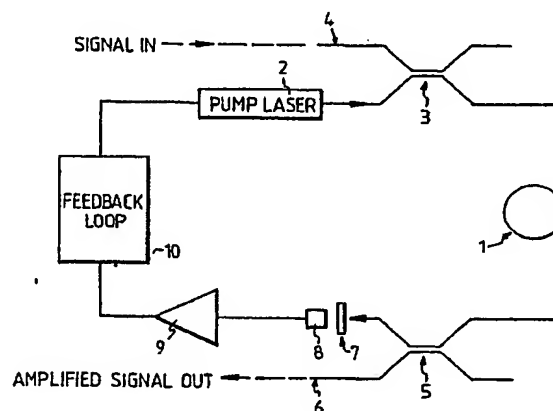 SIGNAL IN
4
2
PUMP LASER
3
FEEDBACK
LOOP
10
1
9
8
7
5
AMPLIFIED SIGNAL OUT
6